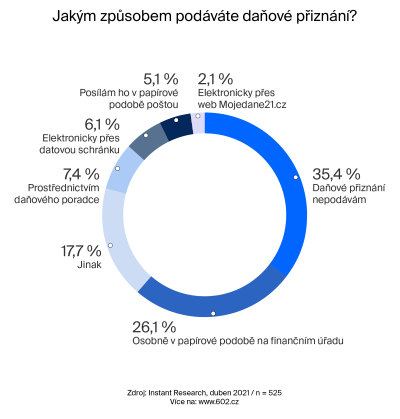 Jakým způsobem podáváte daňové přiznání?
5,1 %
Posílám ho v papírové
podobě poštou
2,1 %
Elektronicky přes
web Mojedane21.cz
6,1 %
Elektronicky přes
datovou schránku
7,4 %
Prostřednictvím
daňového poradce
35,4 %
Daňové přiznání
nepodávám
17,7 %
Jinak
26,1 %
Osobně v papírové podobě na finančním úřadu
Zdroj: Instant Research, duben 2021 / n = 525
Více na: www.602.cz